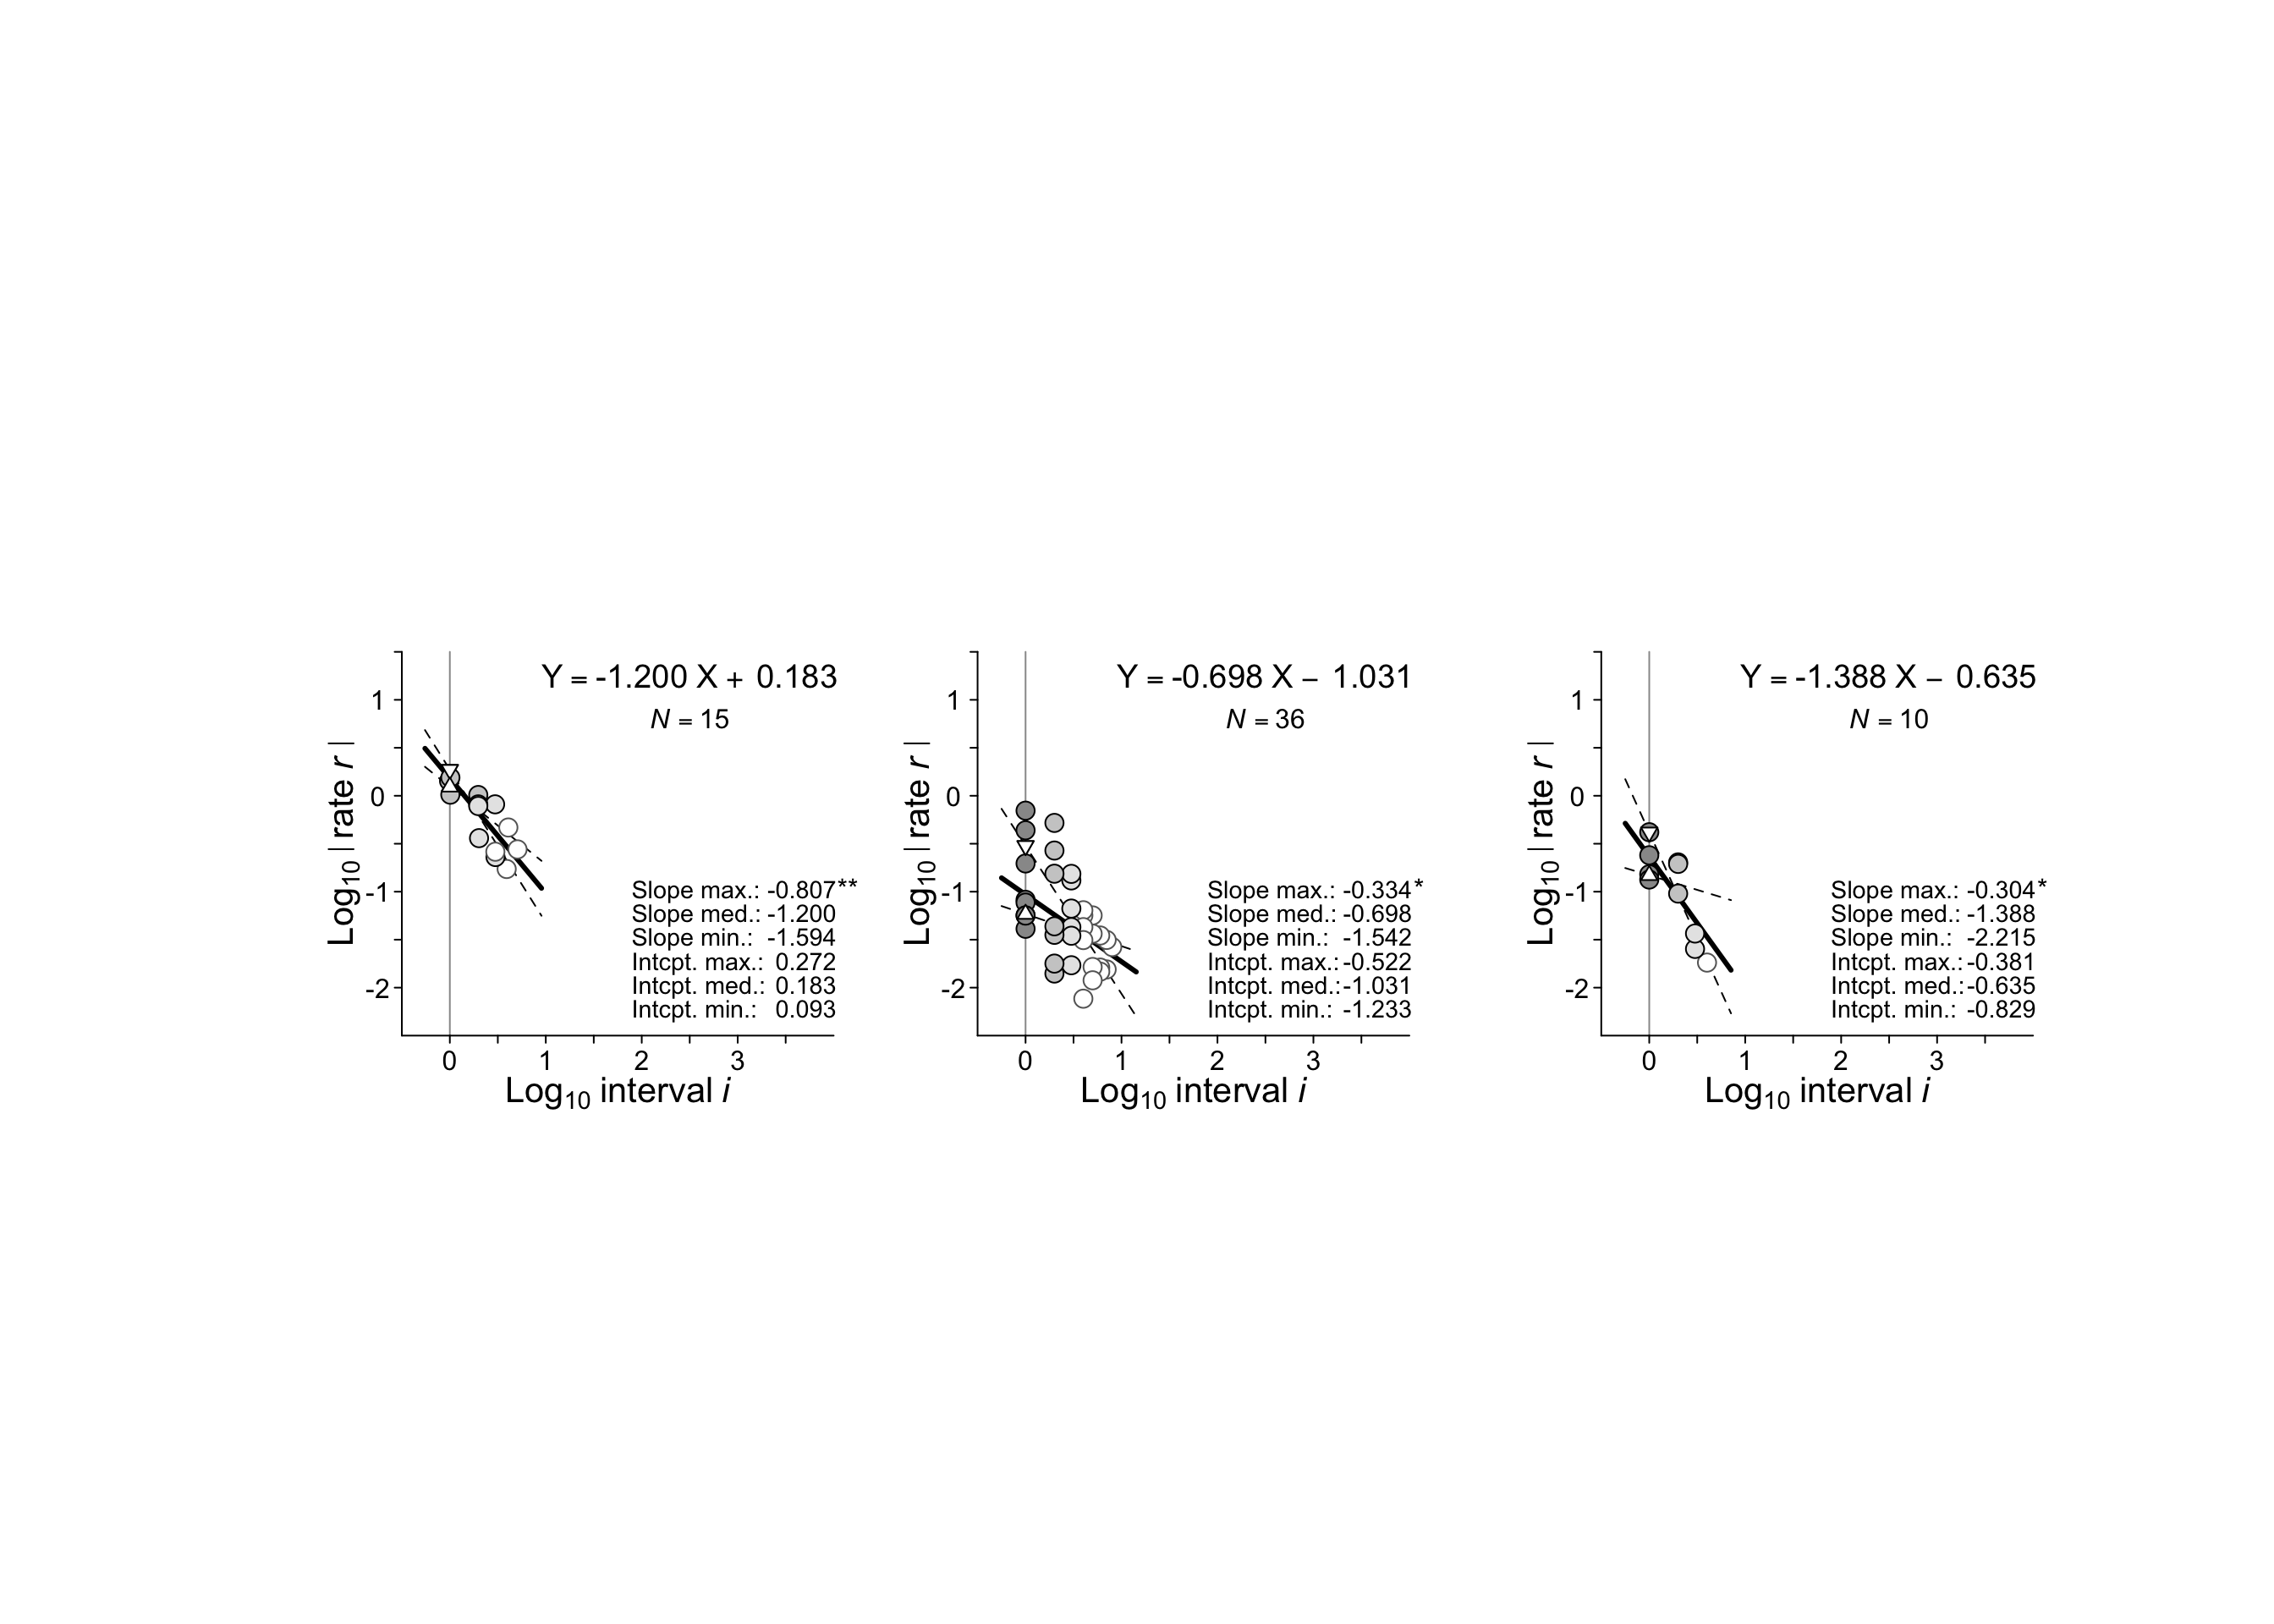 Y = -1.200 X + 0.183
N = 15
1
0
-1
-2
Log10 | rate r |
Slope max.: -0.807**
Slope med.: -1.200
Slope min.: -1.594
Intcpt. max.: 0.272
Intcpt. med.: 0.183
Intcpt. min.: 0.093
0 1 2 3
Log10 interval i
Y = -0.698 X – 1.031
N = 36
1
0
-1
-2
Log10 | rate r |
Slope max.: -0.334*
Slope med.: -0.698
Slope min.: -1.542
Intcpt. max.: -0.522
Intcpt. med.: -1.031
Intcpt. min.: -1.233
0 1 2 3
Log10 interval i
Y = -1.388 X – 0.635
N = 10
1
0
-1
-2
Log10 | rate r |
Slope max.: -0.304*
Slope med.: -1.388
Slope min.: -2.215
Intcpt. max.: -0.381
Intcpt. med.: -0.635
Intcpt. min.: -0.829
0 1 2 3
Log10 interval i